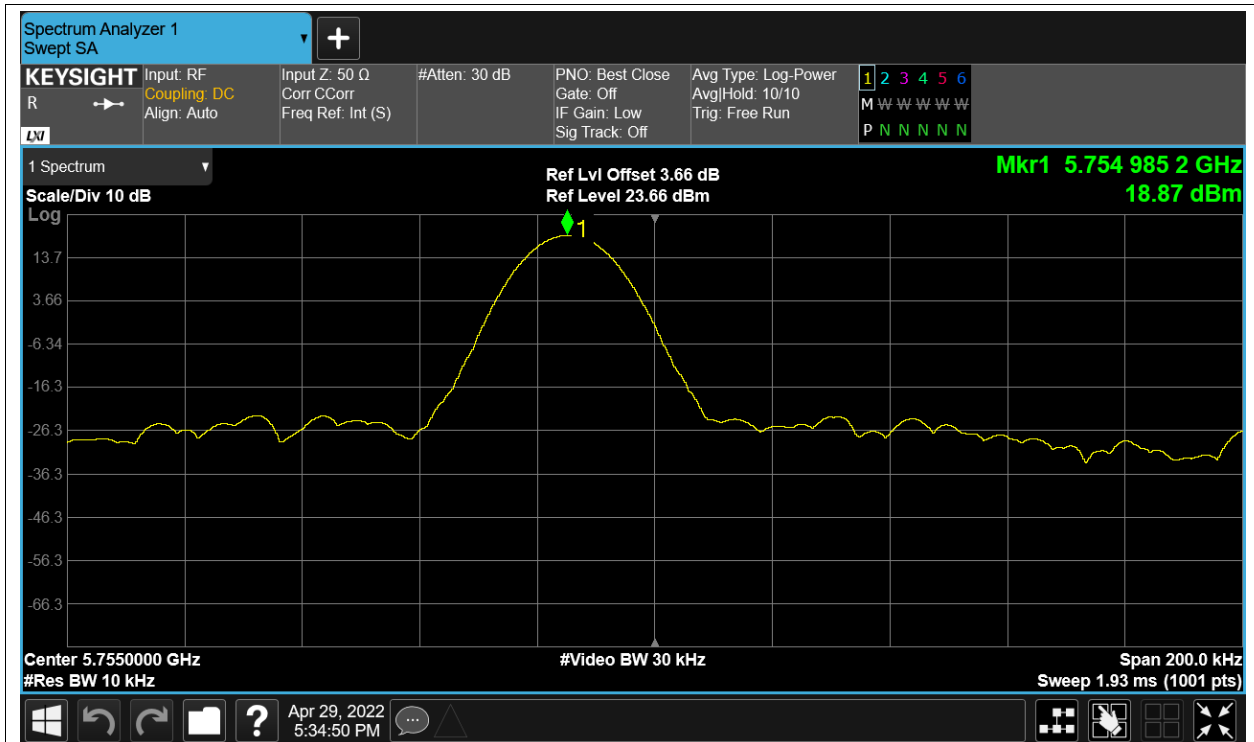 Spectrum Analyzer 1
Swept SA
KEYSIGHT
R
LXI
Input: RF
Coupling: DC
Align: Auto
Input Z: 50 Ω
Corr CCorr
Freq Ref: Int (S)
#Atten: 30 dB
PNO: Best Close
Gate: Off
IF Gain: Low
Sig Track: Off
Avg Type: Log-Power
Avg|Hold: 10/10
Trig: Free Run
1 2 3 4 5 6
M W W W W W
P N N N N N
1 Spectrum
Scale/Div 10 dB
Ref Lvl Offset 3.66 dB
Ref Level 23.66 dBm
Mkr1 5.754 985 2 GHz
18.87 dBm
Log
1
13.7
3.66
-6.34
-16.3
-26.3
-36.3
-46.3
-56.3
-66.3
Center 5.7550000 GHz
#Res BW 10 kHz
#Video BW 30 kHz
Span 200.0 kHz
Sweep 1.93 ms (1001 pts)
?
Apr 29, 2022
5:34:50 PM